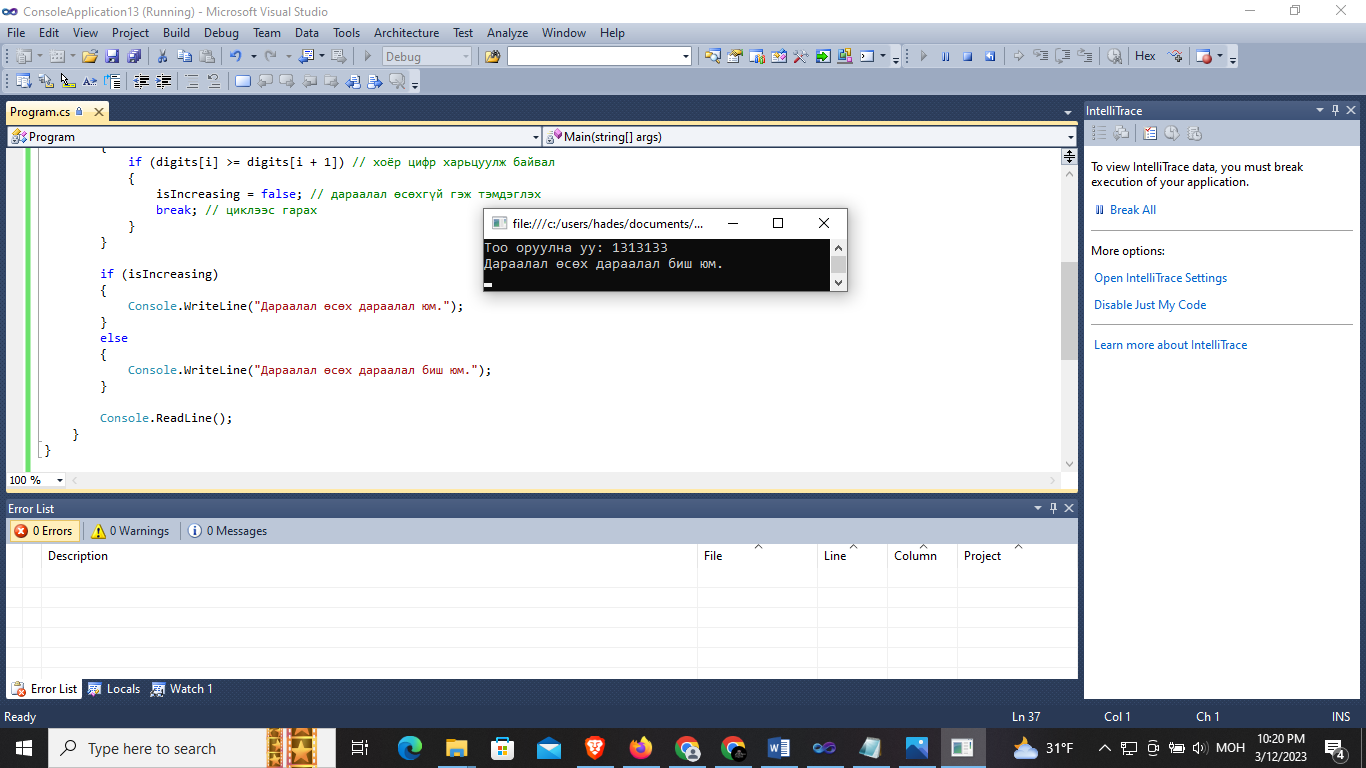 ConsoleApplication13 (Running) - Microsoft Visual Studio
File Edit View Project Build Debug Team Data Tools Architecture Test Analyze Window Help
Debug
Hex
Program.cs
Program
Main(string[] args)
{
if (digits[i] >= digits[i + 1]) // хоёр цифр харьцуулж байвал
{
isIncreasing = false; // дараалал өсөхгүй гэж тэмдэглэх
break; // циклээс гарах
}
}
if (isIncreasing)
{
Console.WriteLine("Дараалал өсөх дараалал юм.");
}
else
{
Console.WriteLine("Дараалал өсөх дараалал биш юм.");
}
Console.ReadLine();
}
}
100 %
file:///c:/users/hades/documents/...
Тоо оруулна уу: 1313133
Дараалал өсөх дараалал биш юм.
IntelliTrace
To view IntelliTrace data, you must break
execution of your application.
Break All
More options:
Open IntelliTrace Settings
Disable Just My Code
Learn more about IntelliTrace
Error List
0 Errors 0 Warnings 0 Messages
Description File Line Column Project
Error List Locals Watch 1
Ready Ln 37 Col 1 Ch 1 INS
Type here to search
31°F
МОН
10:20 PM
3/12/2023
4